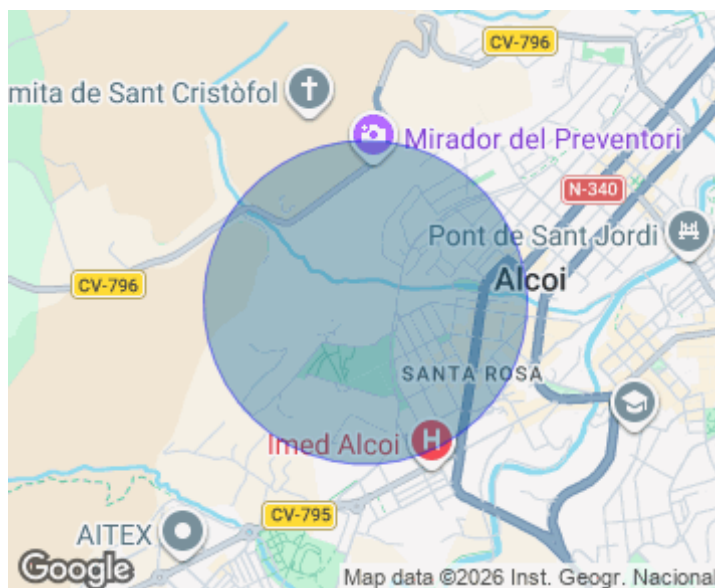 CV-796
mita de Sant Cristòfol
Mirador del Preventori
N-340
Pont de Sant Jordi
Alcoi
CV-796
SANTA ROSA
Imed Alcoi
H
CV-795
AITEX
Google
Map data ©2026 Inst. Geogr. Nacional